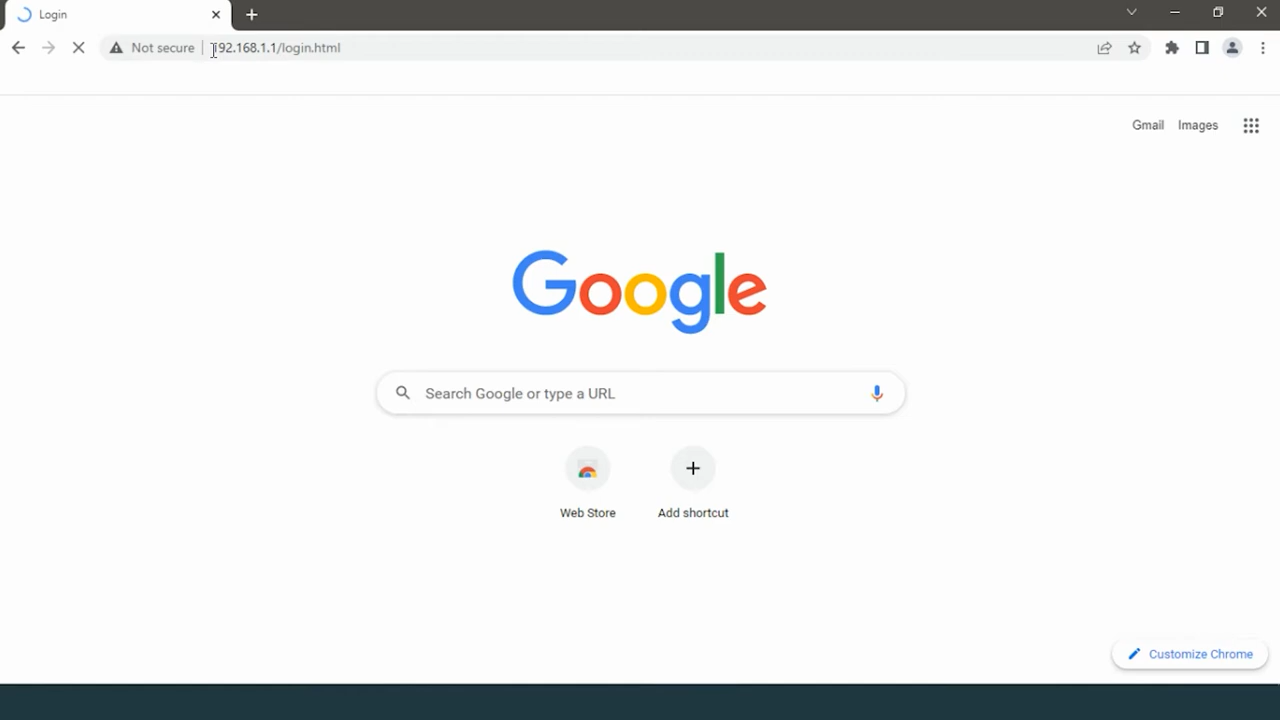 Login
Not secure
192.168.1.1/login.html
Gmail
Images
Google
Search Google or type a URL
Web Store
Add shortcut
Customize Chrome